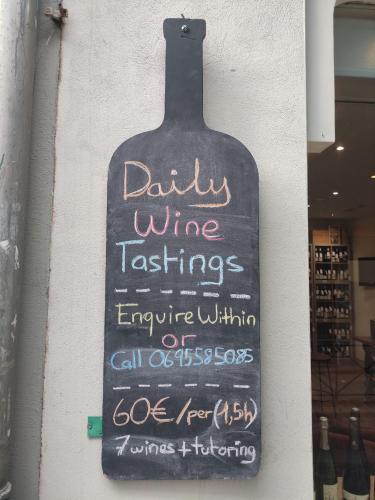 Daily
Wine
Tastings
Enquire Within
or
Call 0695585085
60€/per(1,5h)
7 wines + tutoring